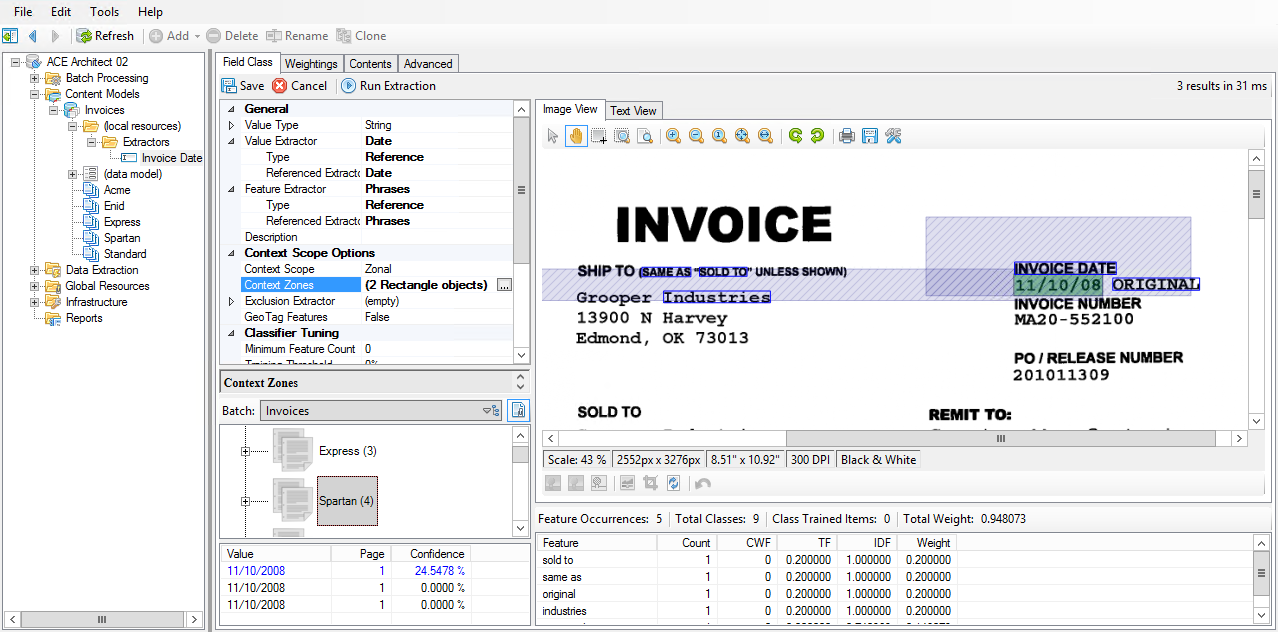 File Edit Tools Help
Refresh Add Delete Rename Clone
ACE Architect 02
Batch Processing
Content Models
Invoices
(local resources)
Extractors
Invoice Date
(data model)
Acme
Enid
Express
Spartan
Standard
Data Extraction
Global Resources
Infrastructure
Reports
Field Class Weightings Contents Advanced
Save Cancel Run Extraction
3 results in 31 ms
General
Value Type String
Value Extractor Date
Type Reference
Referenced Extractc Date
Feature Extractor Phrases
Type Reference
Referenced Extractc Phrases
Description
Context Scope Options
Context Scope Zonal
Context Zones (2 Rectangle objects) ...
Exclusion Extractor (empty)
GeoTag Features False
Classifier Tuning
Minimum Feature Count 0
Training Threshold 0%
Context Zones
Batch: Invoices
Express (3)
Spartan (4)
Value Page Confidence
11/10/2008 1 24.5478 %
11/10/2008 1 0.0000 %
11/10/2008 1 0.0000 %
Image View Text View
INVOICE
SHIP TO (SAME AS "SOLD TO" UNLESS SHOWN)
Grooper Industries
13900 N Harvey
Edmond, OK 73013
INVOICE DATE
11/10/08 ORIGINAL
INVOICE NUMBER
MA20-552100
PO / RELEASE NUMBER
201011309
SOLD TO
REMIT TO:
Scale: 43 % 2552px x 3276px 8.51" x 10.92" 300 DPI Black & White
Feature Occurrences: 5 Total Classes: 9 Class Trained Items: 0 Total Weight: 0.948073
Feature Count CWF TF IDF Weight
sold to 1 0 0.200000 1.000000 0.200000
same as 1 0 0.200000 1.000000 0.200000
original 1 0 0.200000 1.000000 0.200000
industries 1 0 0.200000 1.000000 0.200000